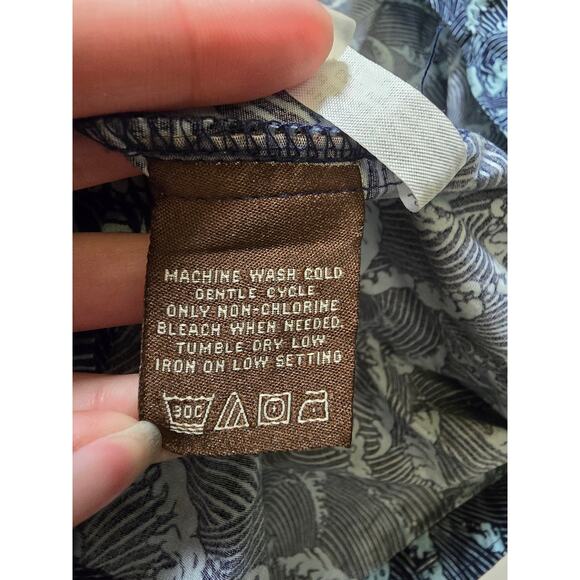 MACHINE WASH COLD
GENTLE CYCLE
ONLY NON-CHLORINE
BLEACH WHEN NEEDED.
TUMBLE DRY LOW
IRON ON LOW SETTING
30C